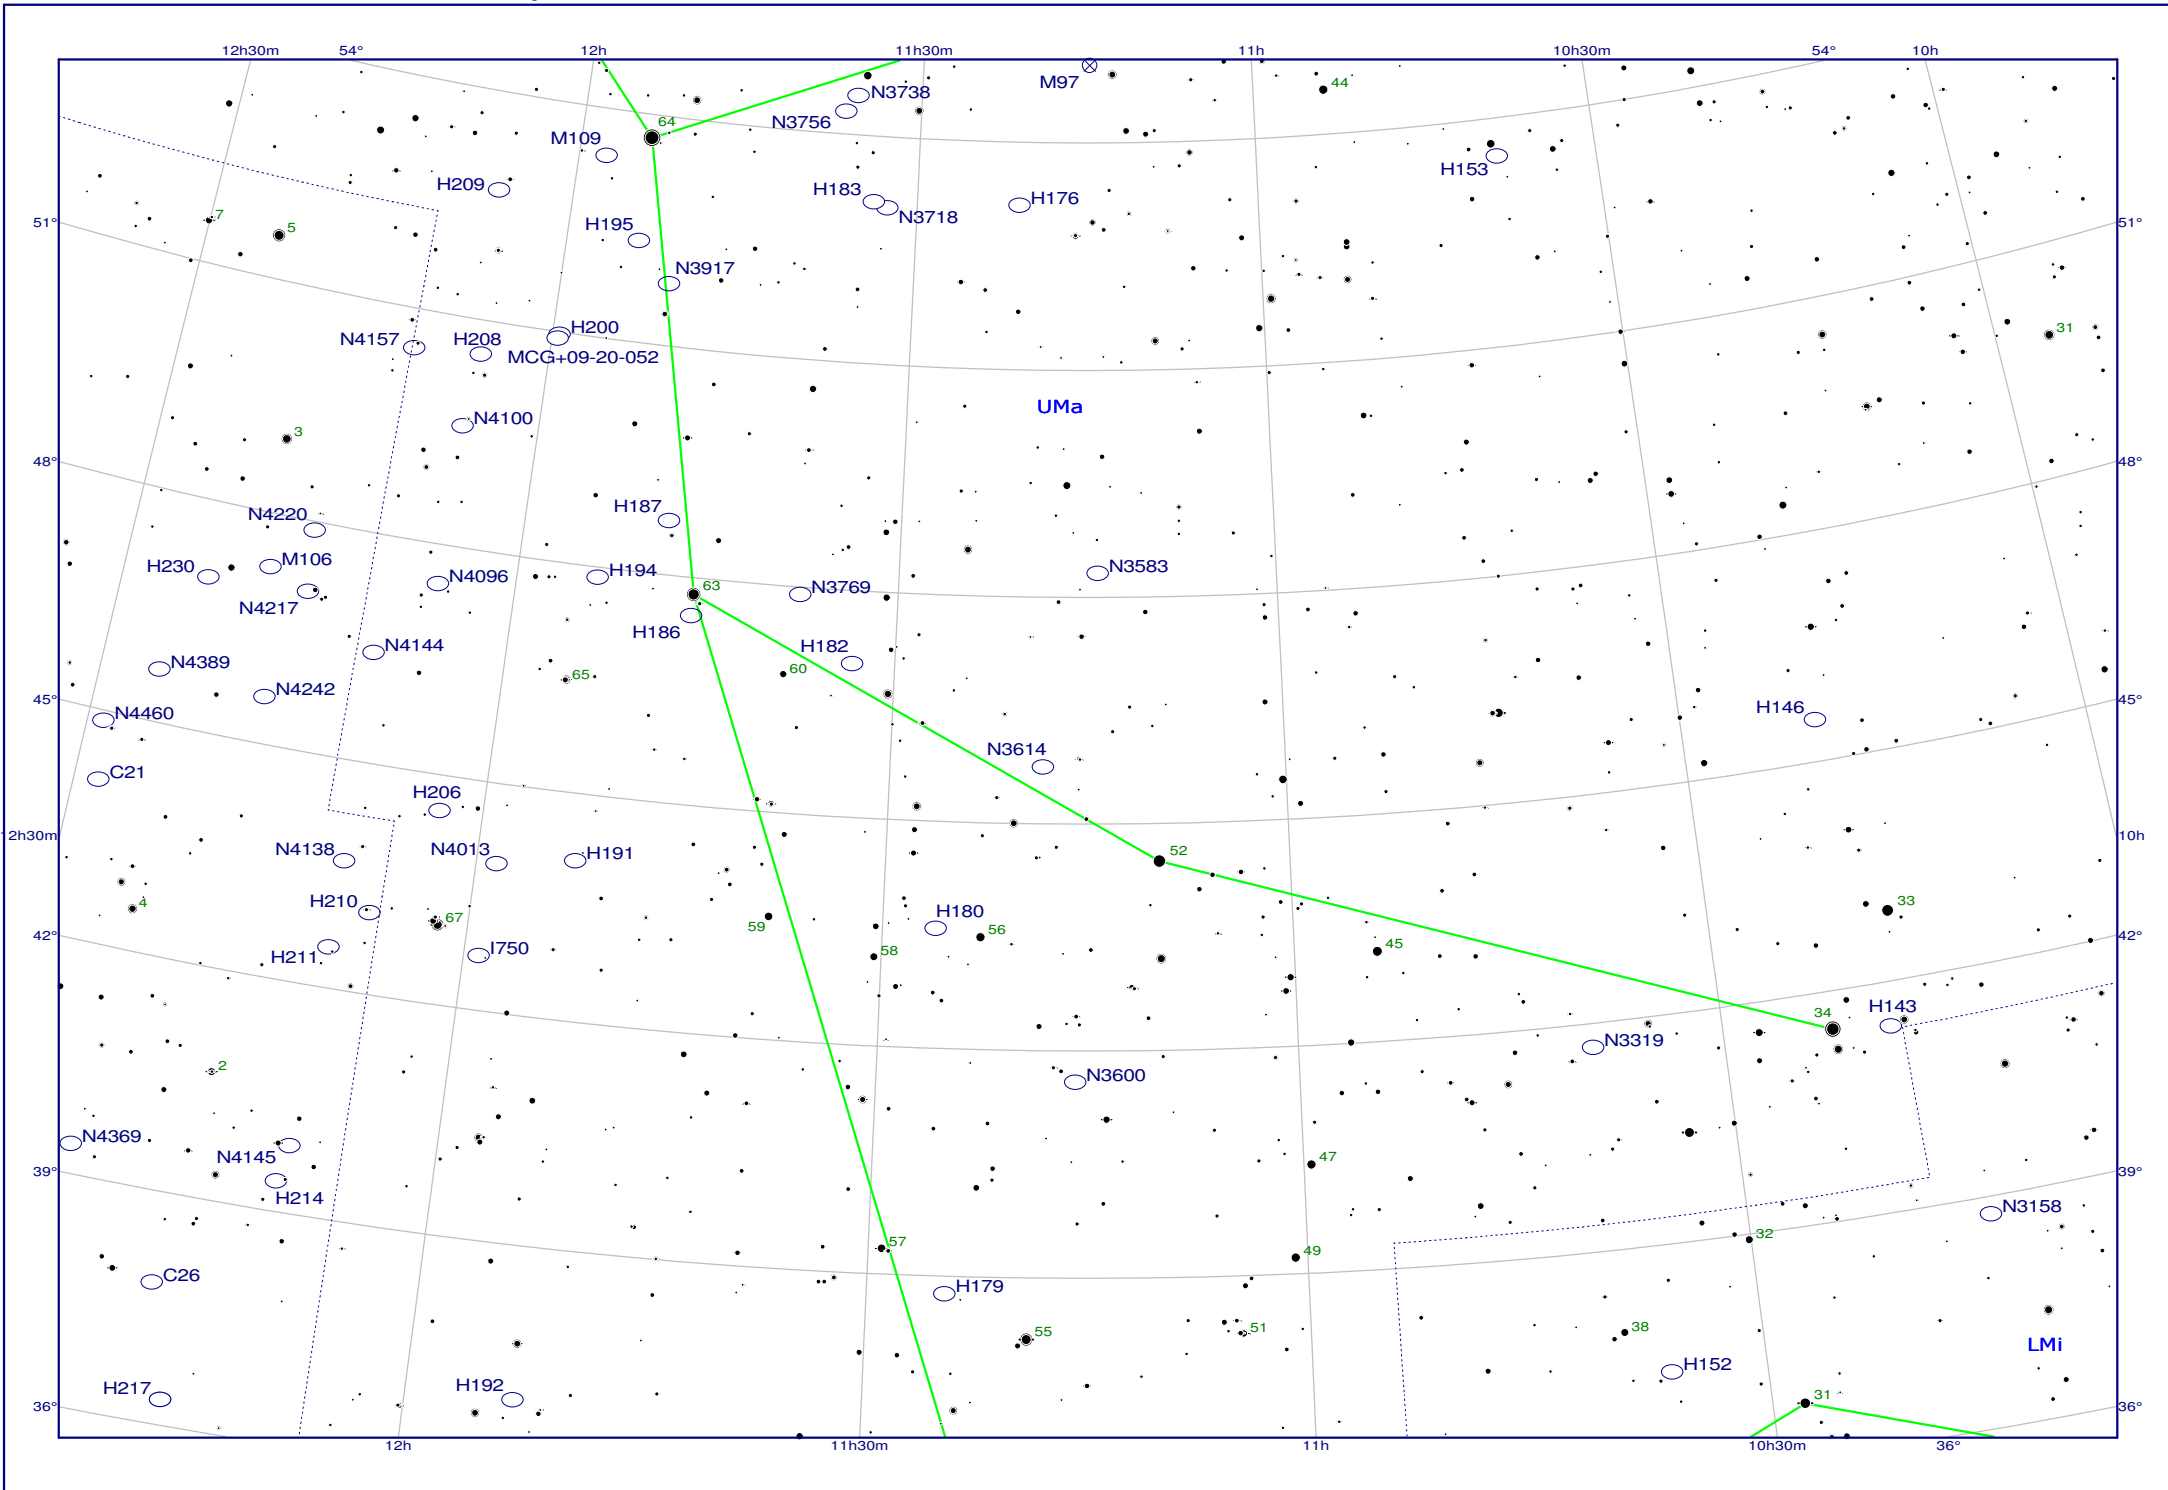 12h30m 54° 12h 11h30m 11h 10h30m 54° 10h
M97
44
N3738
N3756
64
M109
H153
H209
H183
N3718
H176
7
5
51°
51°
H195
N3917
H200
N4157
H208
MCG+09-20-052
31
UMa
N4100
3
48°
48°
H187
N4220
M106
H230
N4096
H194
63
N3769
N3583
N4217
H186
N4144
H182
N4389
65
60
N4242
45°
45°
N4460
H146
N3614
C21
H206
12h30m
10h
N4138
N4013
H191
52
4
H210
67
59
H180
56
33
42°
42°
H211
I750
58
45
34
H143
N3319
2
N3600
N4369
N4145
47
39°
39°
H214
N3158
57
32
49
C26
H179
55
51
38
LMi
H152
H217
H192
31
36°
36°
12h 11h30m 11h 10h30m 36°